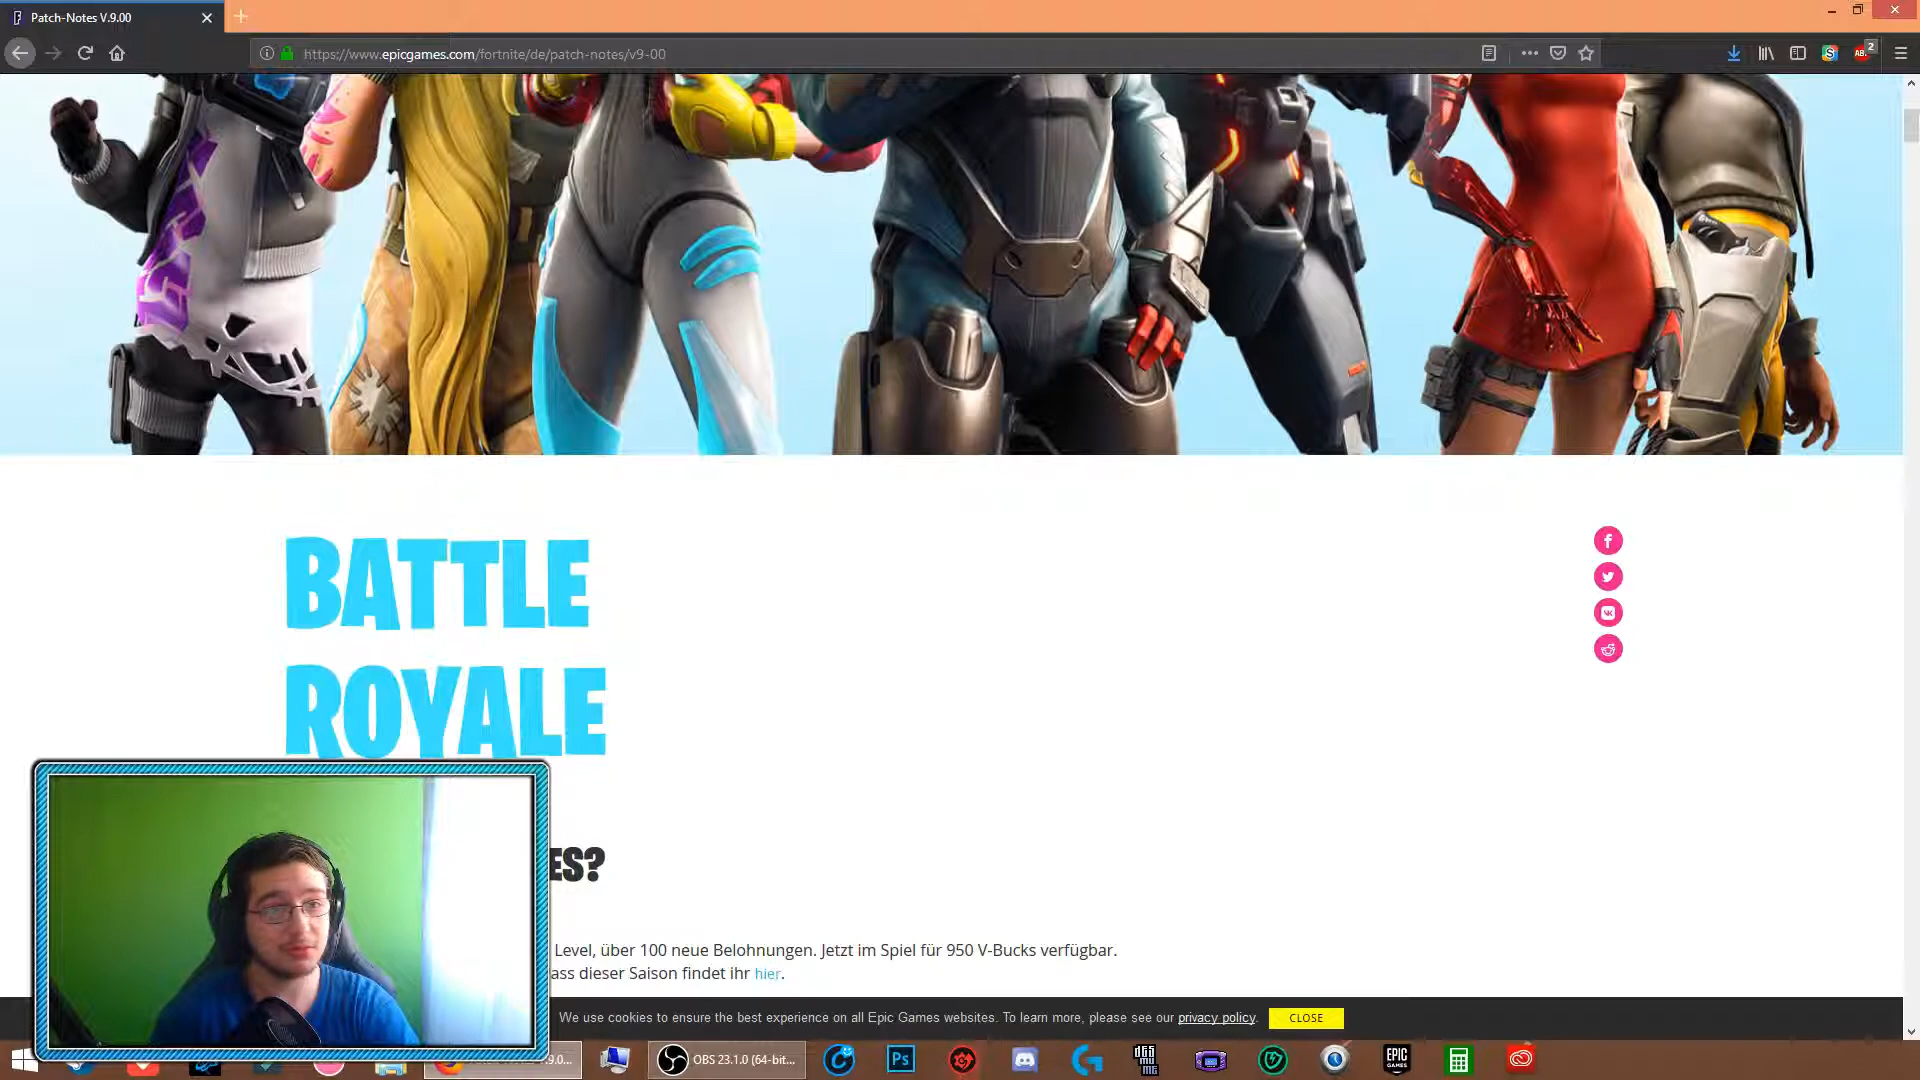 Patch-Notes V.9.00
https://www.epicgames.com/fortnite/de/patch-notes/v9-00
2
BATTLE
ROYALE
ES?
Level, über 100 neue Belohnungen. Jetzt im Spiel für 950 V-Bucks verfügbar.
ass dieser Saison findet ihr hier.
We use cookies to ensure the best experience on all Epic Games websites. To learn more, please see our privacy policy.
CLOSE
OBS 23.1.0 (64-bit...
Ps
EPIC
GAMES